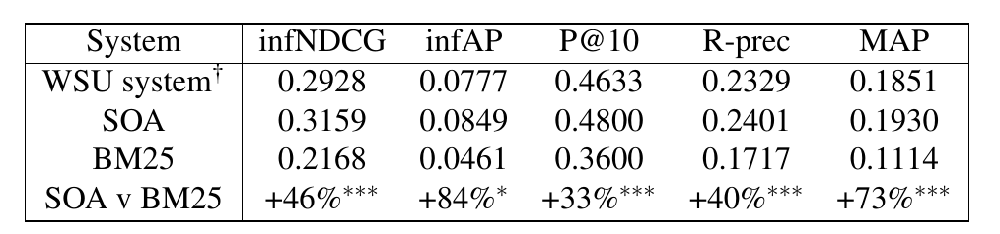 System infNDCG infAP P@10 R-prec MAP
WSU system† 0.2928 0.0777 0.4633 0.2329 0.1851
SOA 0.3159 0.0849 0.4800 0.2401 0.1930
BM25 0.2168 0.0461 0.3600 0.1717 0.1114
SOA v BM25 +46%*** +84%* +33%*** +40%*** +73%***